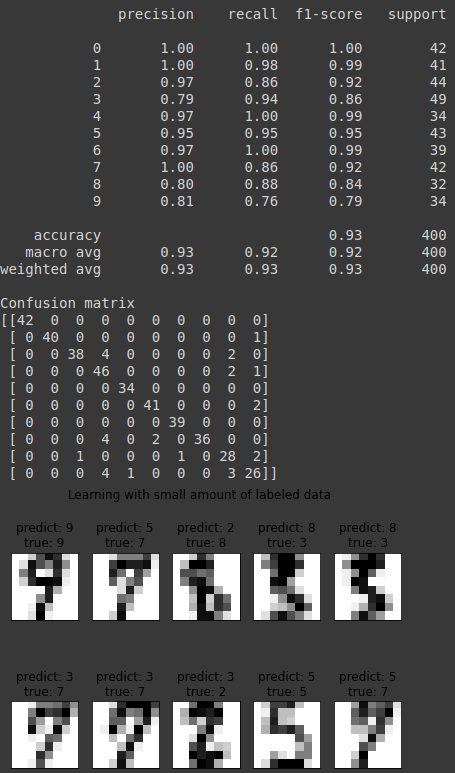 precision recall f1-score support
0 1.00 1.00 1.00 42
1 1.00 0.98 0.99 41
2 0.97 0.86 0.92 44
3 0.79 0.94 0.86 49
4 0.97 1.00 0.99 34
5 0.95 0.95 0.95 43
6 0.97 1.00 0.99 39
7 1.00 0.86 0.92 42
8 0.80 0.88 0.84 32
9 0.81 0.76 0.79 34
accuracy 0.93 400
macro avg 0.93 0.92 0.92 400
weighted avg 0.93 0.93 0.93 400
Confusion matrix
[[42 0 0 0 0 0 0 0 0 0]
[ 0 40 0 0 0 0 0 0 0 1]
[ 0 0 38 4 0 0 0 0 2 0]
[ 0 0 0 46 0 0 0 0 2 1]
[ 0 0 0 0 34 0 0 0 0 0]
[ 0 0 0 0 0 41 0 0 0 2]
[ 0 0 0 0 0 0 39 0 0 0]
[ 0 0 0 4 0 2 0 36 0 0]
[ 0 0 1 0 0 0 1 0 28 2]
[ 0 0 0 4 1 0 0 0 3 26]]
Learning with small amount of labeled data
predict: 9 predict: 5 predict: 2 predict: 8 predict: 8
true: 9 true: 7 true: 8 true: 3 true: 3
predict: 3 predict: 3 predict: 3 predict: 5 predict: 5
true: 7 true: 7 true: 2 true: 5 true: 7